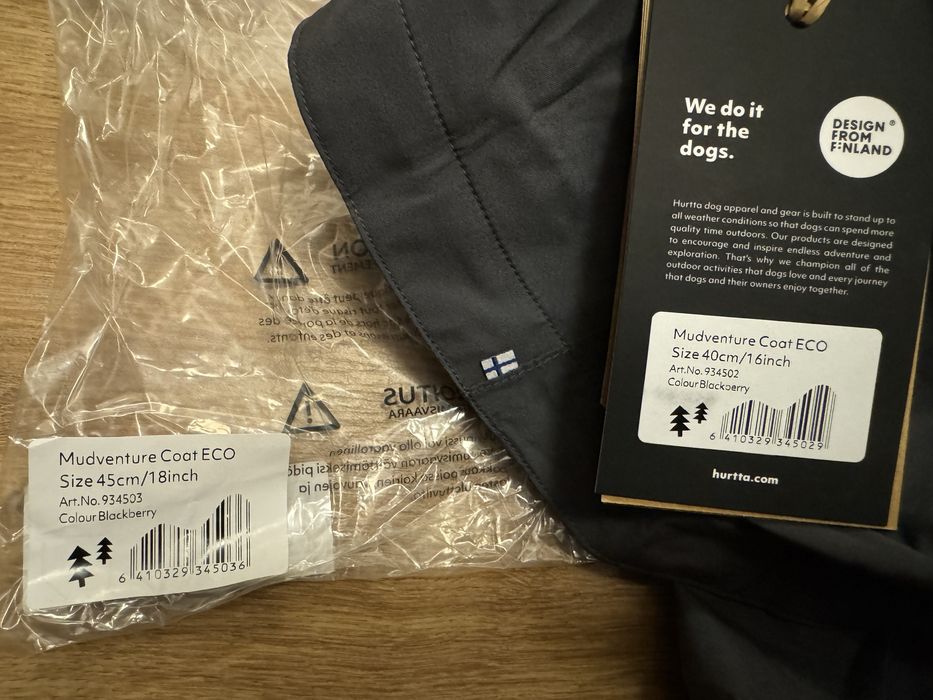 We do it
for the
dogs.
DESIGN ®
FROM
FINLAND
Hurtta dog apparel and gear is built to stand up to
all weather conditions so that dogs can spend more
quality time outdoors. Our products are designed
to encourage and inspire endless adventure and
exploration. That's why we champion all of the
outdoor activities that dogs love and every journey
that dogs and their owners enjoy together.
Mudventure Coat ECO
Size 40cm/16inch
Art.No. 934502
Colour Blackberry
6 410329 345029
hurtta.com
Mudventure Coat ECO
Size 45cm/18inch
Art.No. 934503
Colour Blackberry
6 410329 345036